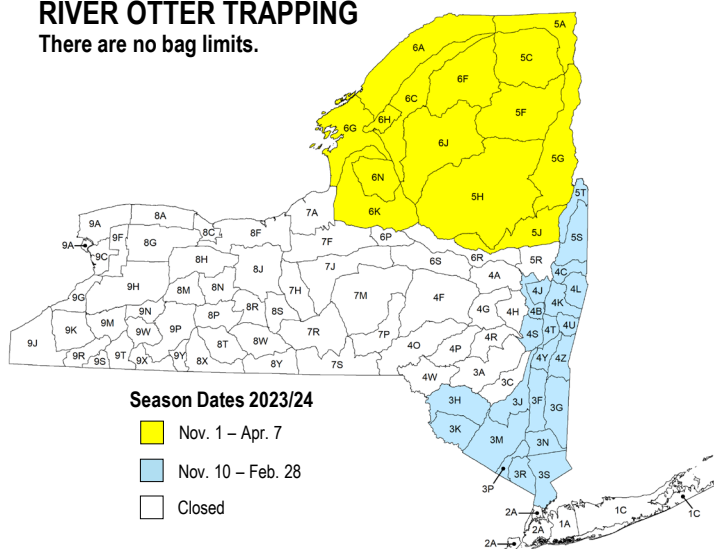 RIVER OTTER TRAPPING
There are no bag limits.
5A
6A
5C
6F
6C
5F
6H
6G
6J
5G
6N
5H
5T
6K
7A
8A
9A
8C
8F
9F
5J
5S
6P
7F
9A
8G
9C
6R
5R
6S
8H
7J
8J
4A
4C
9H
8M
8N
7H
7M
4F
4J
4L
9G
4K
8R
8S
4G
4H
4B
9N
8P
9M
4U
9K
9W
9P
7R
7P
4S
4T
4R
9J
8T
8W
4O
4P
9R
9S
9T
9X
9Y
8X
8Y
7S
4Y
4Z
4W
3A
3C
Season Dates 2023/24
3H
3J
3F
3G
Nov. 1 – Apr. 7
3K
3M
3N
Nov. 10 – Feb. 28
3R
3S
3P
Closed
2A
1C
1C
2A
1A
2A